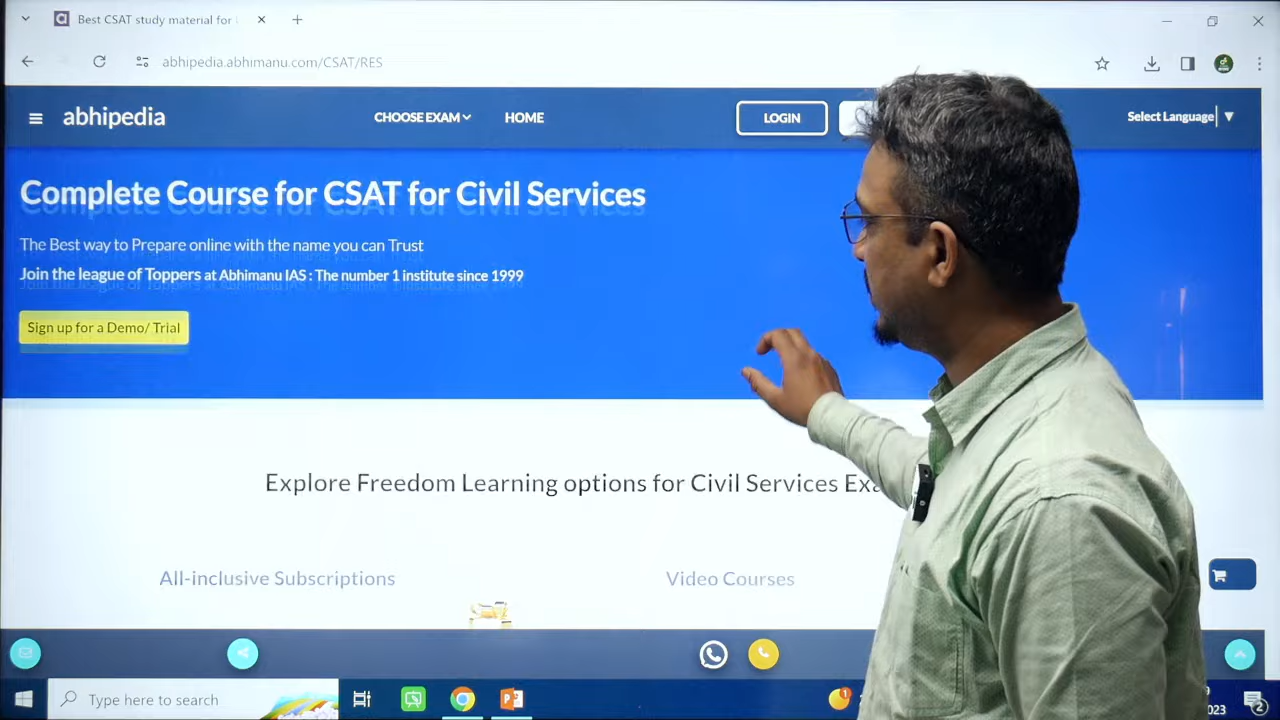 Best CSAT study material for
abhipedia.abhimanu.com/CSAT/RES
abhipedia
CHOOSE EXAM
HOME
LOGIN
Select Language
Complete Course for CSAT for Civil Services
The Best way to Prepare online with the name you can Trust
Join the league of Toppers at Abhimanu IAS : The number 1 institute since 1999
Sign up for a Demo/ Trial
Explore Freedom Learning options for Civil Services
All-inclusive Subscriptions
Video Courses
Type here to search
1
2